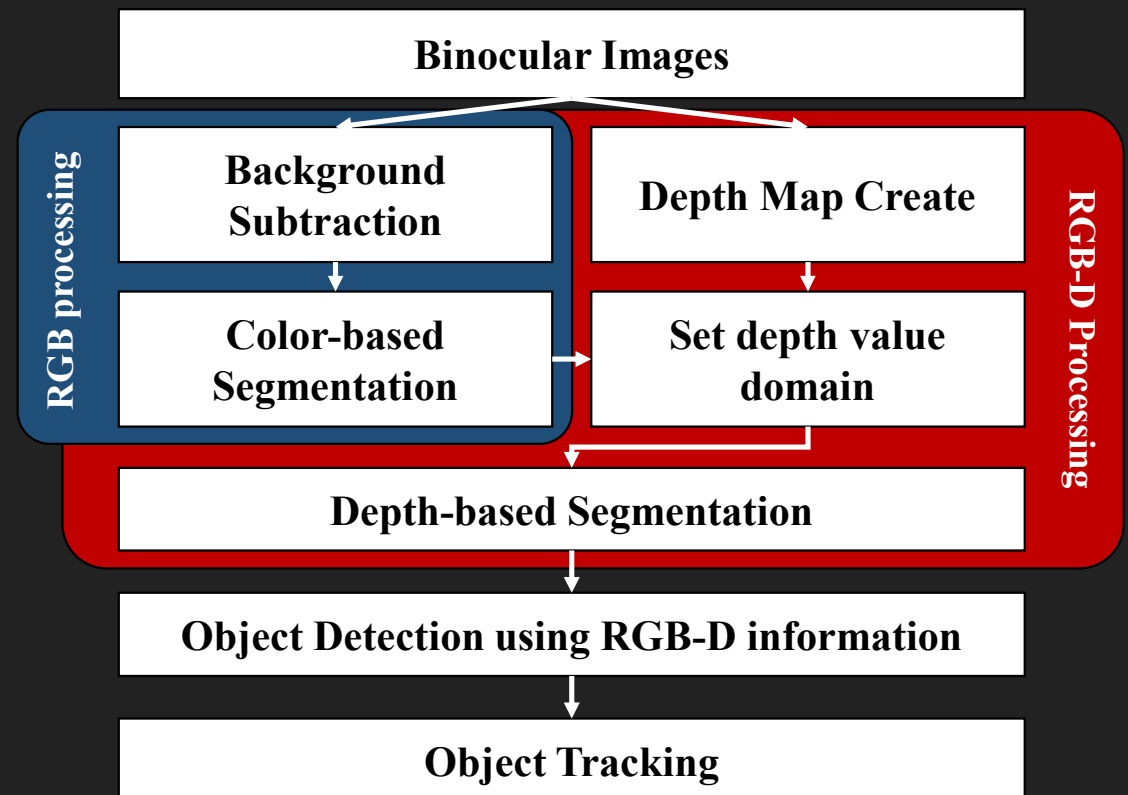 Binocular Images
RGB processing
Background
Subtraction
Depth Map Create
Color-based
Segmentation
Set depth value
domain
RGB-D Processing
Depth-based Segmentation
Object Detection using RGB-D information
Object Tracking